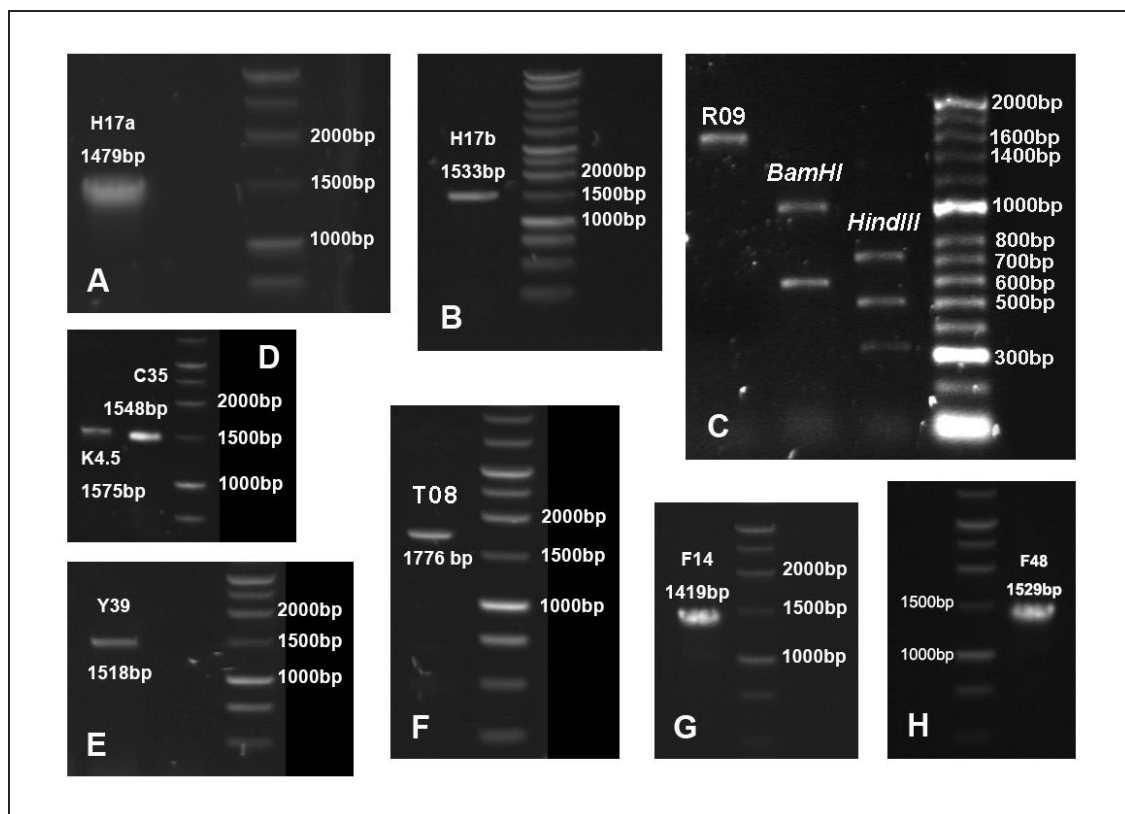 H17a
1479bp
2000bp
1500bp
1000bp
A
H17b
1533bp
2000bp
1500bp
1000bp
B
R09
BamHI
HindIII
2000bp
1600bp
1400bp
1000bp
800bp
700bp
600bp
500bp
300bp
C
D
C35
1548bp
K4.5
1575bp
2000bp
1500bp
1000bp
Y39
1518bp
2000bp
1500bp
1000bp
E
T08
1776 bp
2000bp
1500bp
1000bp
F
F14
1419bp
2000bp
1500bp
1000bp
G
F48
1529bp
1500bp
1000bp
H